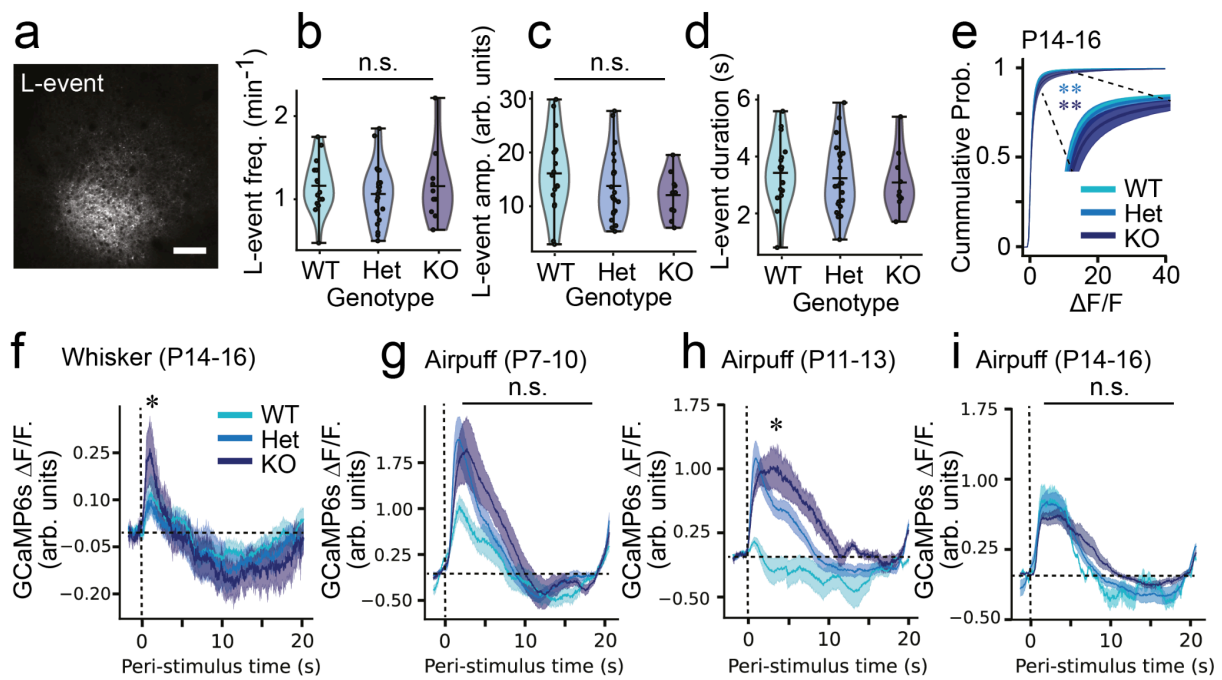 a
L-event
b
L-event freq. (min⁻¹)
n.s.
2
1
WT Het KO
Genotype
c
L-event amp. (arb. units)
n.s.
30
20
10
WT Het KO
Genotype
d
L-event duration (s)
6
4
2
WT Het KO
Genotype
e
P14-16
Cummulative Prob.
1
0.5
0
**
**
WT
Het
KO
0 20 40
ΔF/F
f
Whisker (P14-16)
*
WT
Het
KO
GCaMP6s ΔF/F.
(arb. units)
0.25
0.10
−0.05
−0.20
0 10 20
Peri-stimulus time (s)
g
Airpuff (P7-10)
n.s.
GCaMP6s ΔF/F.
(arb. units)
1.75
1.00
0.25
−0.50
0 10 20
Peri-stimulus time (s)
h
Airpuff (P11-13)
*
GCaMP6s ΔF/F.
(arb. units)
1.75
1.00
0.25
−0.50
0 10 20
Peri-stimulus time (s)
i
Airpuff (P14-16)
n.s.
GCaMP6s ΔF/F.
(arb. units)
1.75
1.00
0.25
−0.50
0 10 20
Peri-stimulus time (s)